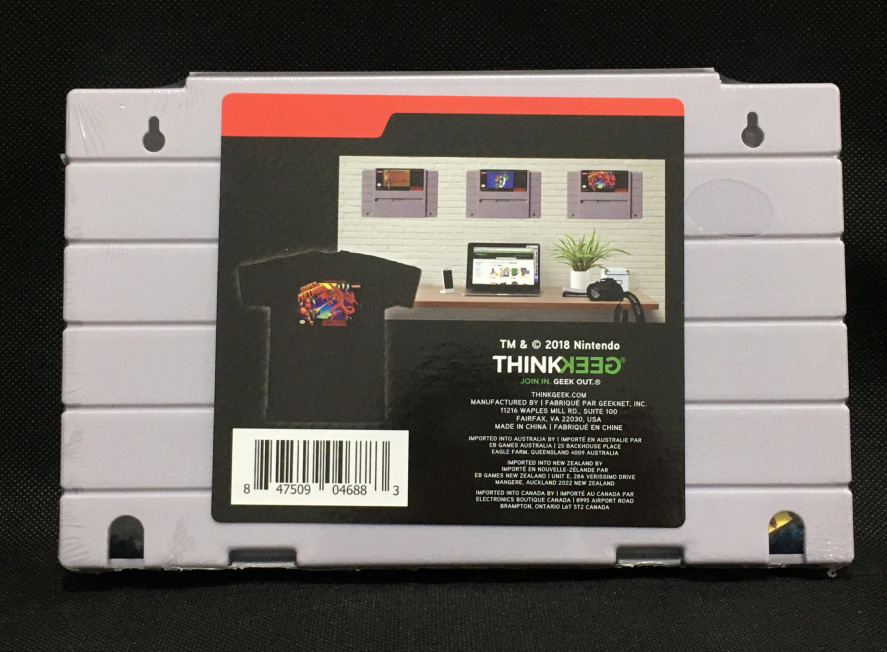 TM & © 2018 Nintendo
THINKGEEK®
JOIN IN. GEEK OUT.®
THINKGEEK.COM
MANUFACTURED BY | FABRIQUÉ PAR GEEKNET, INC.
11216 WAPLES MILL RD., SUITE 100
FAIRFAX, VA 22030, USA
MADE IN CHINA | FABRIQUÉ EN CHINE
IMPORTED INTO AUSTRALIA BY | IMPORTÉ EN AUSTRALIE PAR
EB GAMES AUSTRALIA | 25 BACKHOUSE PLACE
EAGLE FARM, QUEENSLAND 4009 AUSTRALIA
IMPORTED INTO NEW ZEALAND BY
IMPORTÉ EN NOUVELLE-ZÉLANDE PAR
EB GAMES NEW ZEALAND | UNIT E, 28A VERISSIMO DRIVE
MANGERE, AUCKLAND 2022 NEW ZEALAND
IMPORTED INTO CANADA BY | IMPORTÉ AU CANADA PAR
ELECTRONICS BOUTIQUE CANADA | 8995 AIRPORT ROAD
BRAMPTON, ONTARIO L6T 5T2 CANADA
8 47509 04688 3